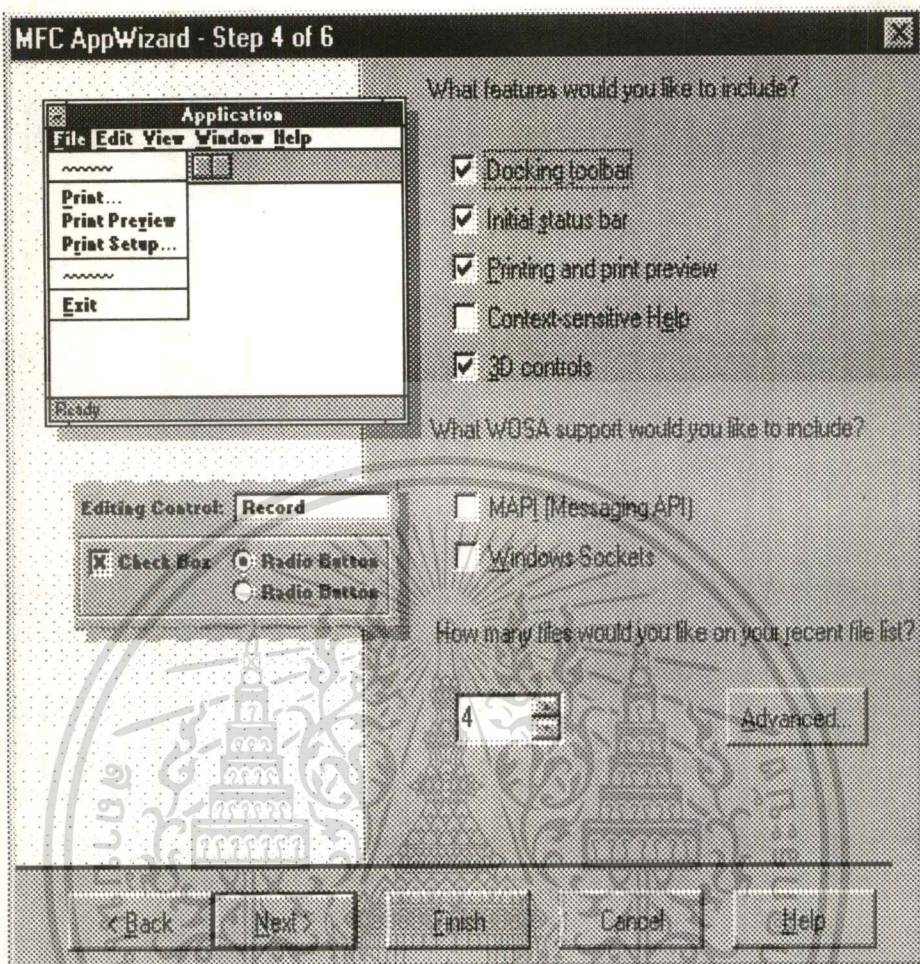 MFC AppWizard - Step 4 of 6
What features would you like to include?
Application
File Edit View Window Help
Print...
Print Preview
Print Setup...
Exit
Ready
Docking toolbar
Initial status bar
Printing and print preview
Context-sensitive Help
3D controls
What WOSA support would you like to include?
Editing Control: Record
Check Box
Radio Button
Radio Button
MAPI (Messaging API)
Windows Sockets
How many files would you like on your recent file list?
4
Advanced...
< Back
Next >
Finish
Cancel
Help